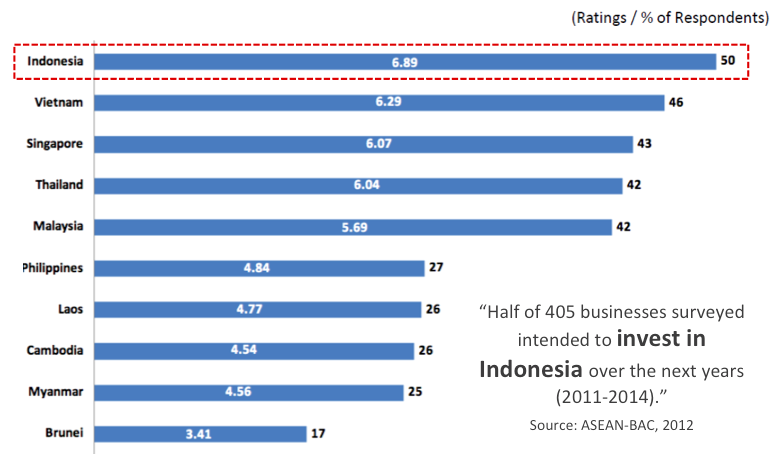 (Ratings / % of Respondents)
Indonesia 6.89 50
Vietnam 6.29 46
Singapore 6.07 43
Thailand 6.04 42
Malaysia 5.69 42
Philippines 4.84 27
Laos 4.77 26
Cambodia 4.54 26
Myanmar 4.56 25
Brunei 3.41 17
“Half of 405 businesses surveyed
intended to invest in
Indonesia over the next years
(2011-2014).”
Source: ASEAN-BAC, 2012